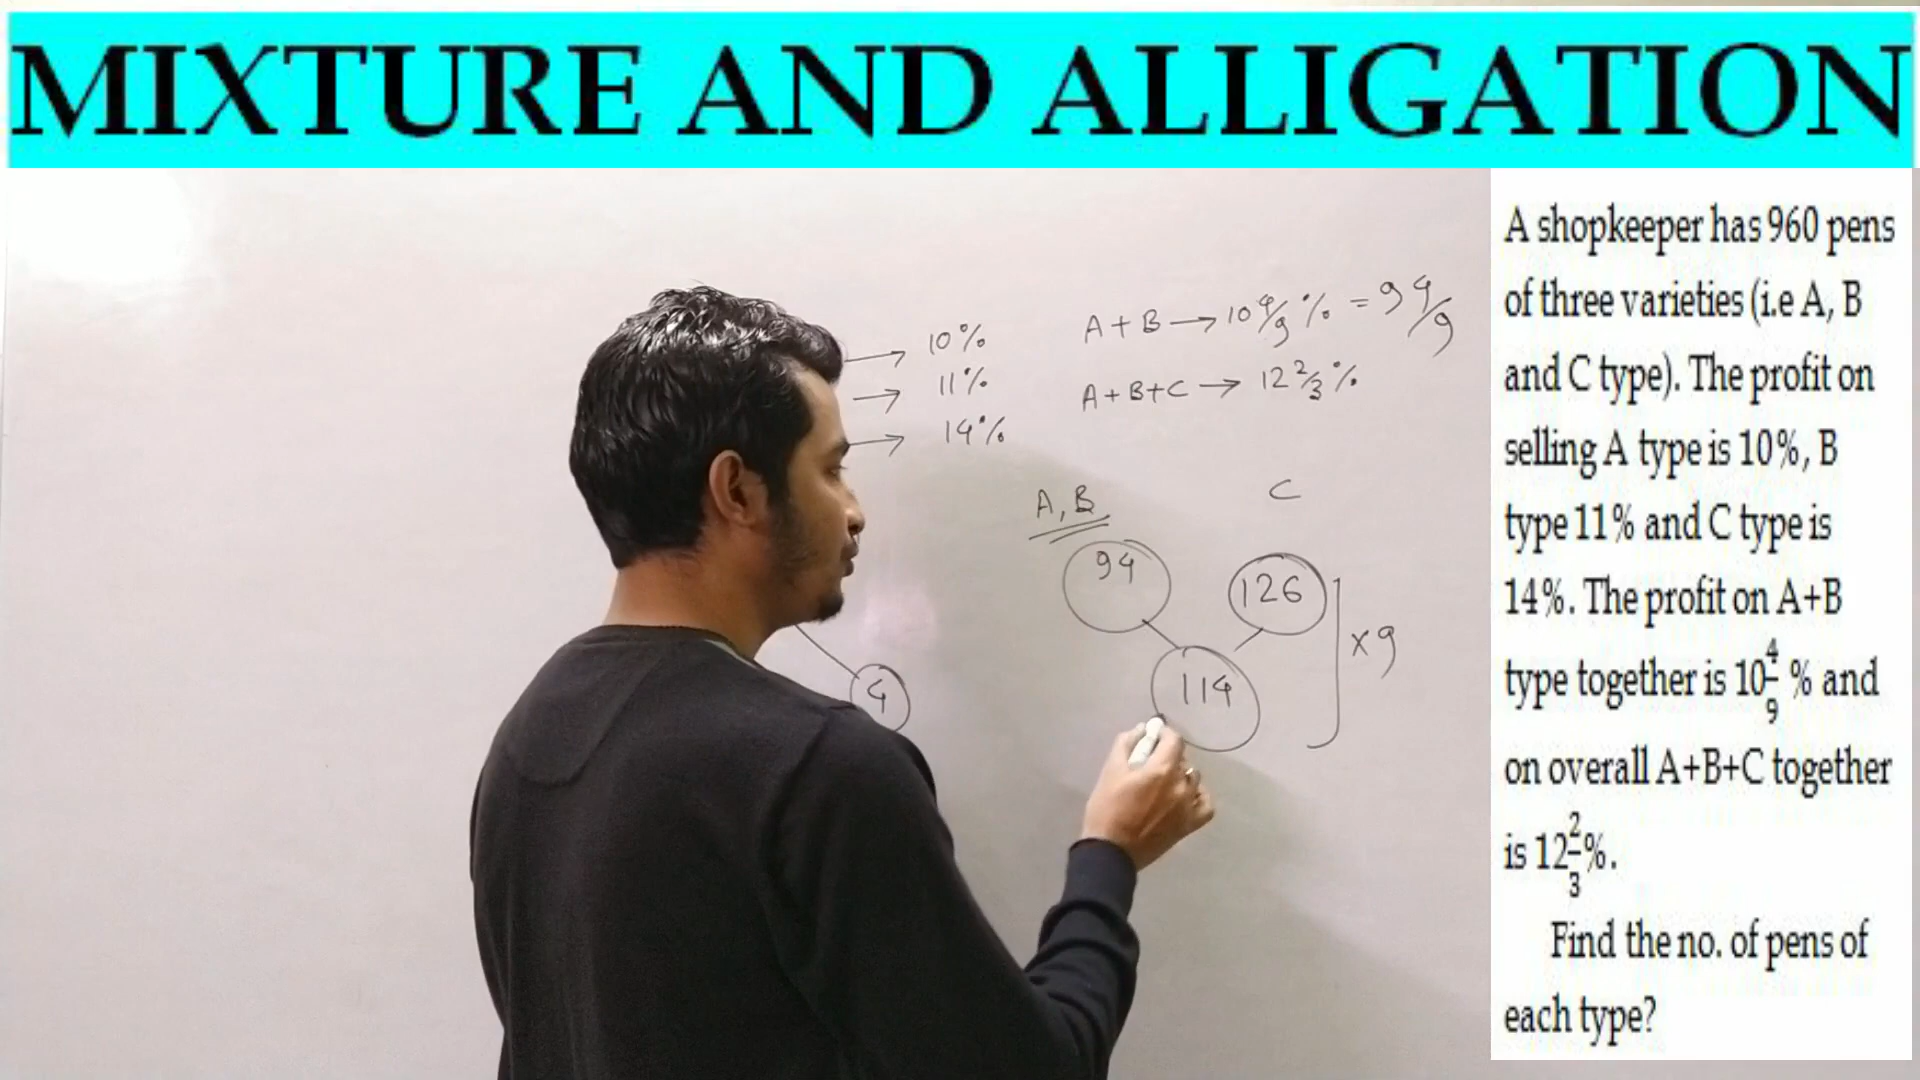 MIXTURE AND ALLIGATION
A shopkeeper has 960 pens
of three varieties (i.e A, B
and C type). The profit on
selling A type is 10%, B
type 11% and C type is
14%. The profit on A+B
type together is 10 4/9 % and
on overall A+B+C together
is 12 2/3%.
Find the no. of pens of
each type?
→ 10%
→ 11%
→ 14%
A+B → 10 4/9 % = 94/9
A+B+C → 12 2/3 %
A, B C
94 126
×9
114
4